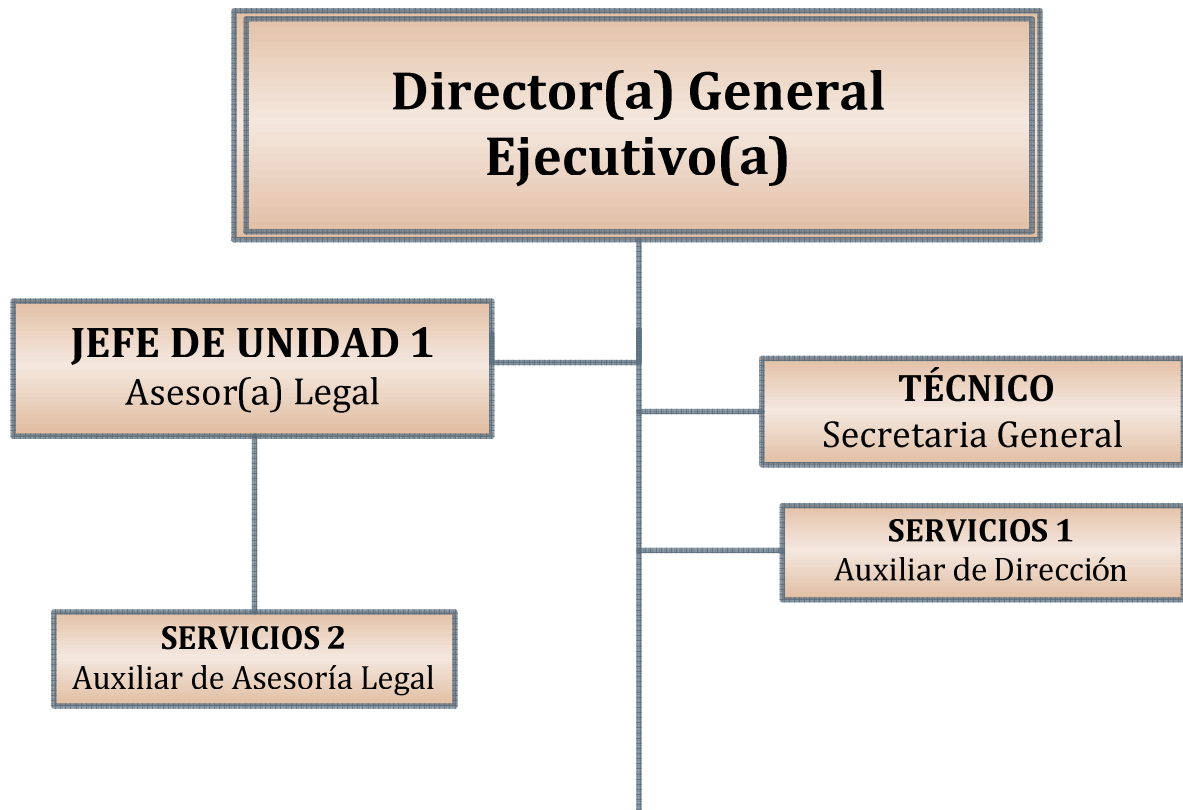 Director(a) General
Ejecutivo(a)
JEFE DE UNIDAD 1
Asesor(a) Legal
TÉCNICO
Secretaria General
SERVICIOS 1
Auxiliar de Dirección
SERVICIOS 2
Auxiliar de Asesoría Legal